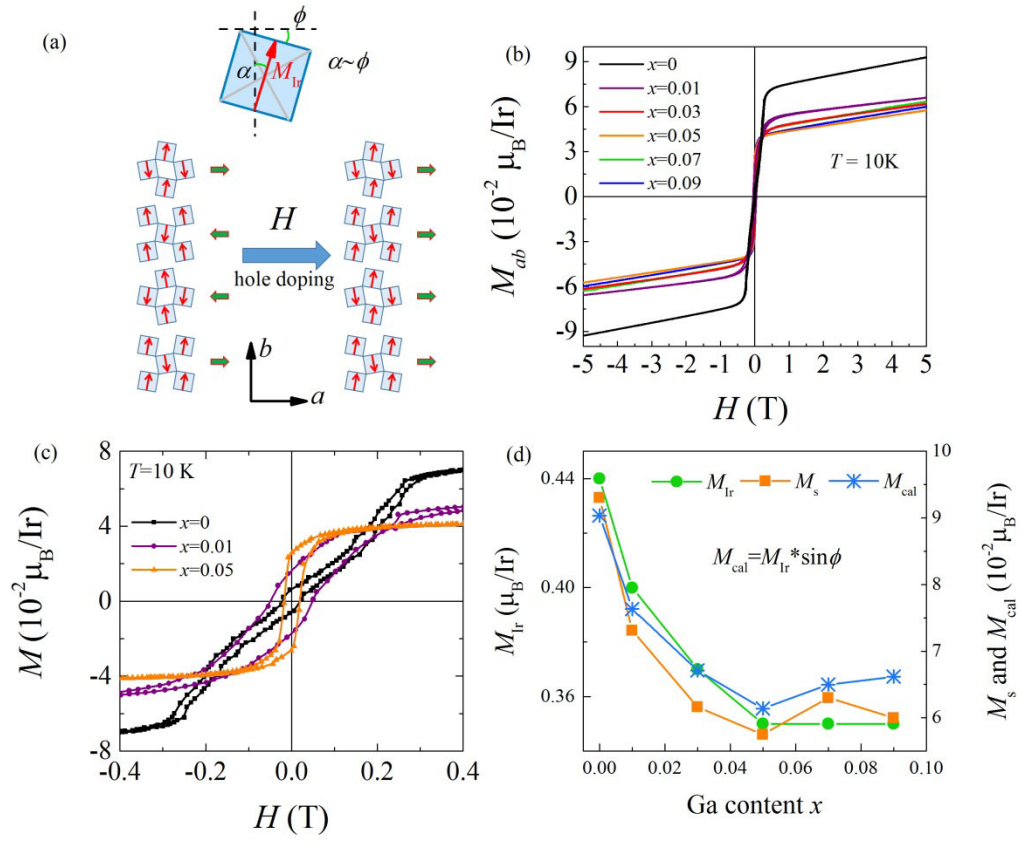 (a)
ϕ
α
M_Ir
α~ϕ
H
hole doping
b
a
(b)
M_ab (10^-2 μ_B/Ir)
9
6
3
0
-3
-6
-9
x=0
x=0.01
x=0.03
x=0.05
x=0.07
x=0.09
T = 10K
-5 -4 -3 -2 -1 0 1 2 3 4 5
H (T)
(c)
M (10^-2 μ_B/Ir)
8
4
0
-4
-8
T=10 K
x=0
x=0.01
x=0.05
-0.4 -0.2 0.0 0.2 0.4
H (T)
(d)
M_Ir (μ_B/Ir)
0.44
0.40
0.36
M_Ir M_s M_cal
M_cal=M_Ir*sinϕ
10
9
8
7
6
M_s and M_cal (10^-2 μ_B/Ir)
0.00 0.02 0.04 0.06 0.08 0.10
Ga content x